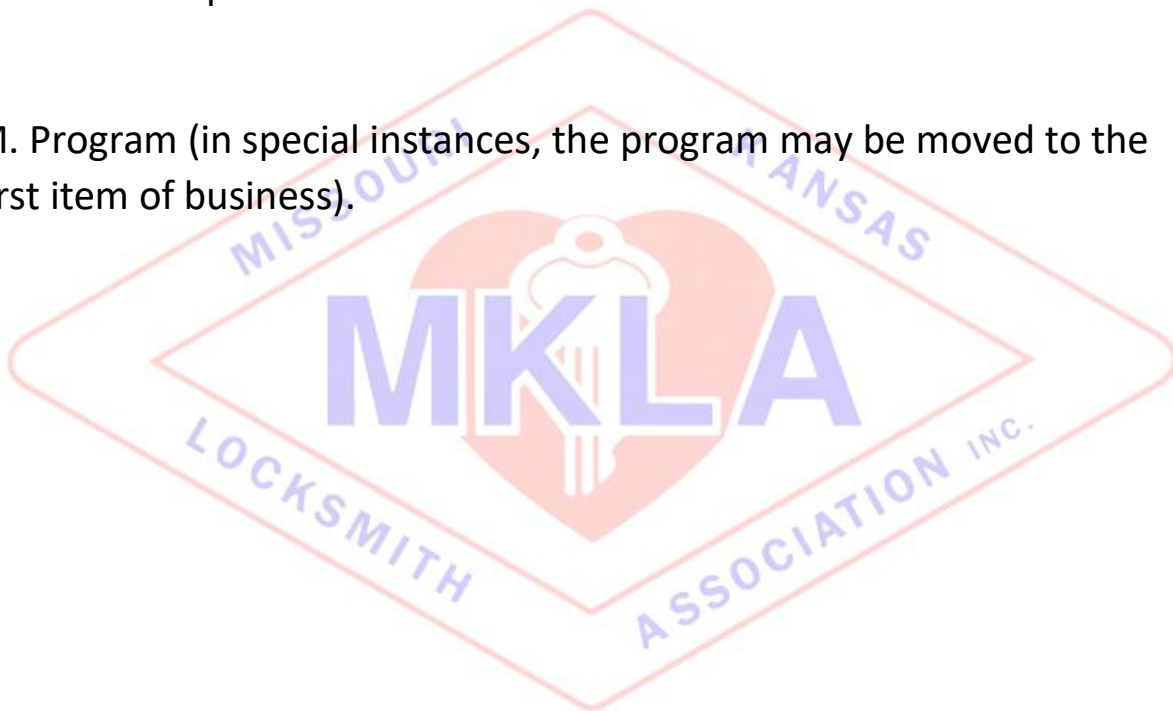 . Program (in special instances, the program may be moved to the
rst item of business).
MISSOURI KANSAS
MKLA
LOCKSMITH ASSOCIATION INC.